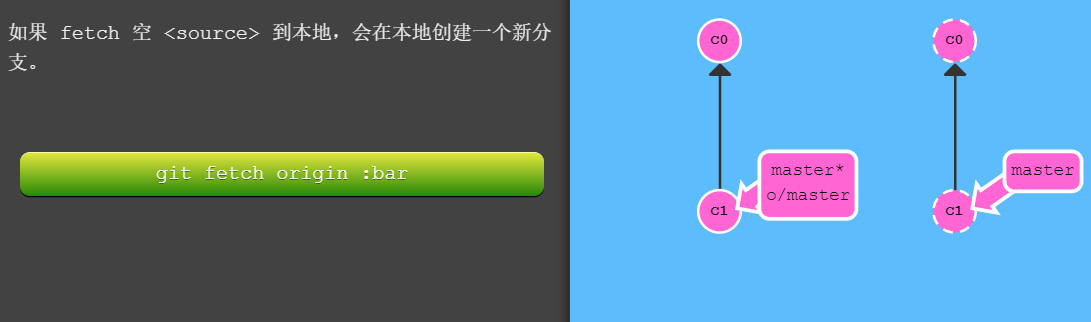 如果 fetch 空 <source> 到本地，会在本地创建一个新分
支。
git fetch origin :bar
c0
c1
master*
o/master
c0
c1
master